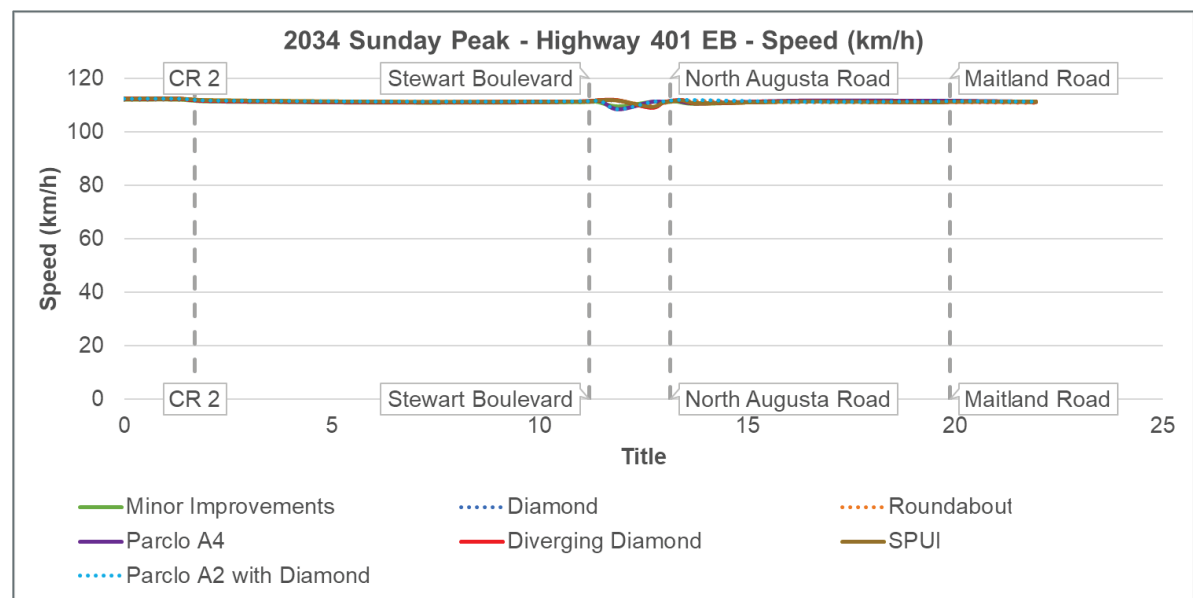 2034 Sunday Peak - Highway 401 EB - Speed (km/h)
CR 2
Stewart Boulevard
North Augusta Road
Maitland Road
120
100
80
60
40
20
0
Speed (km/h)
CR 2
Stewart Boulevard
North Augusta Road
Maitland Road
0 5 10 15 20 25
Title
Minor Improvements
Diamond
Roundabout
Parclo A4
Diverging Diamond
SPUI
Parclo A2 with Diamond